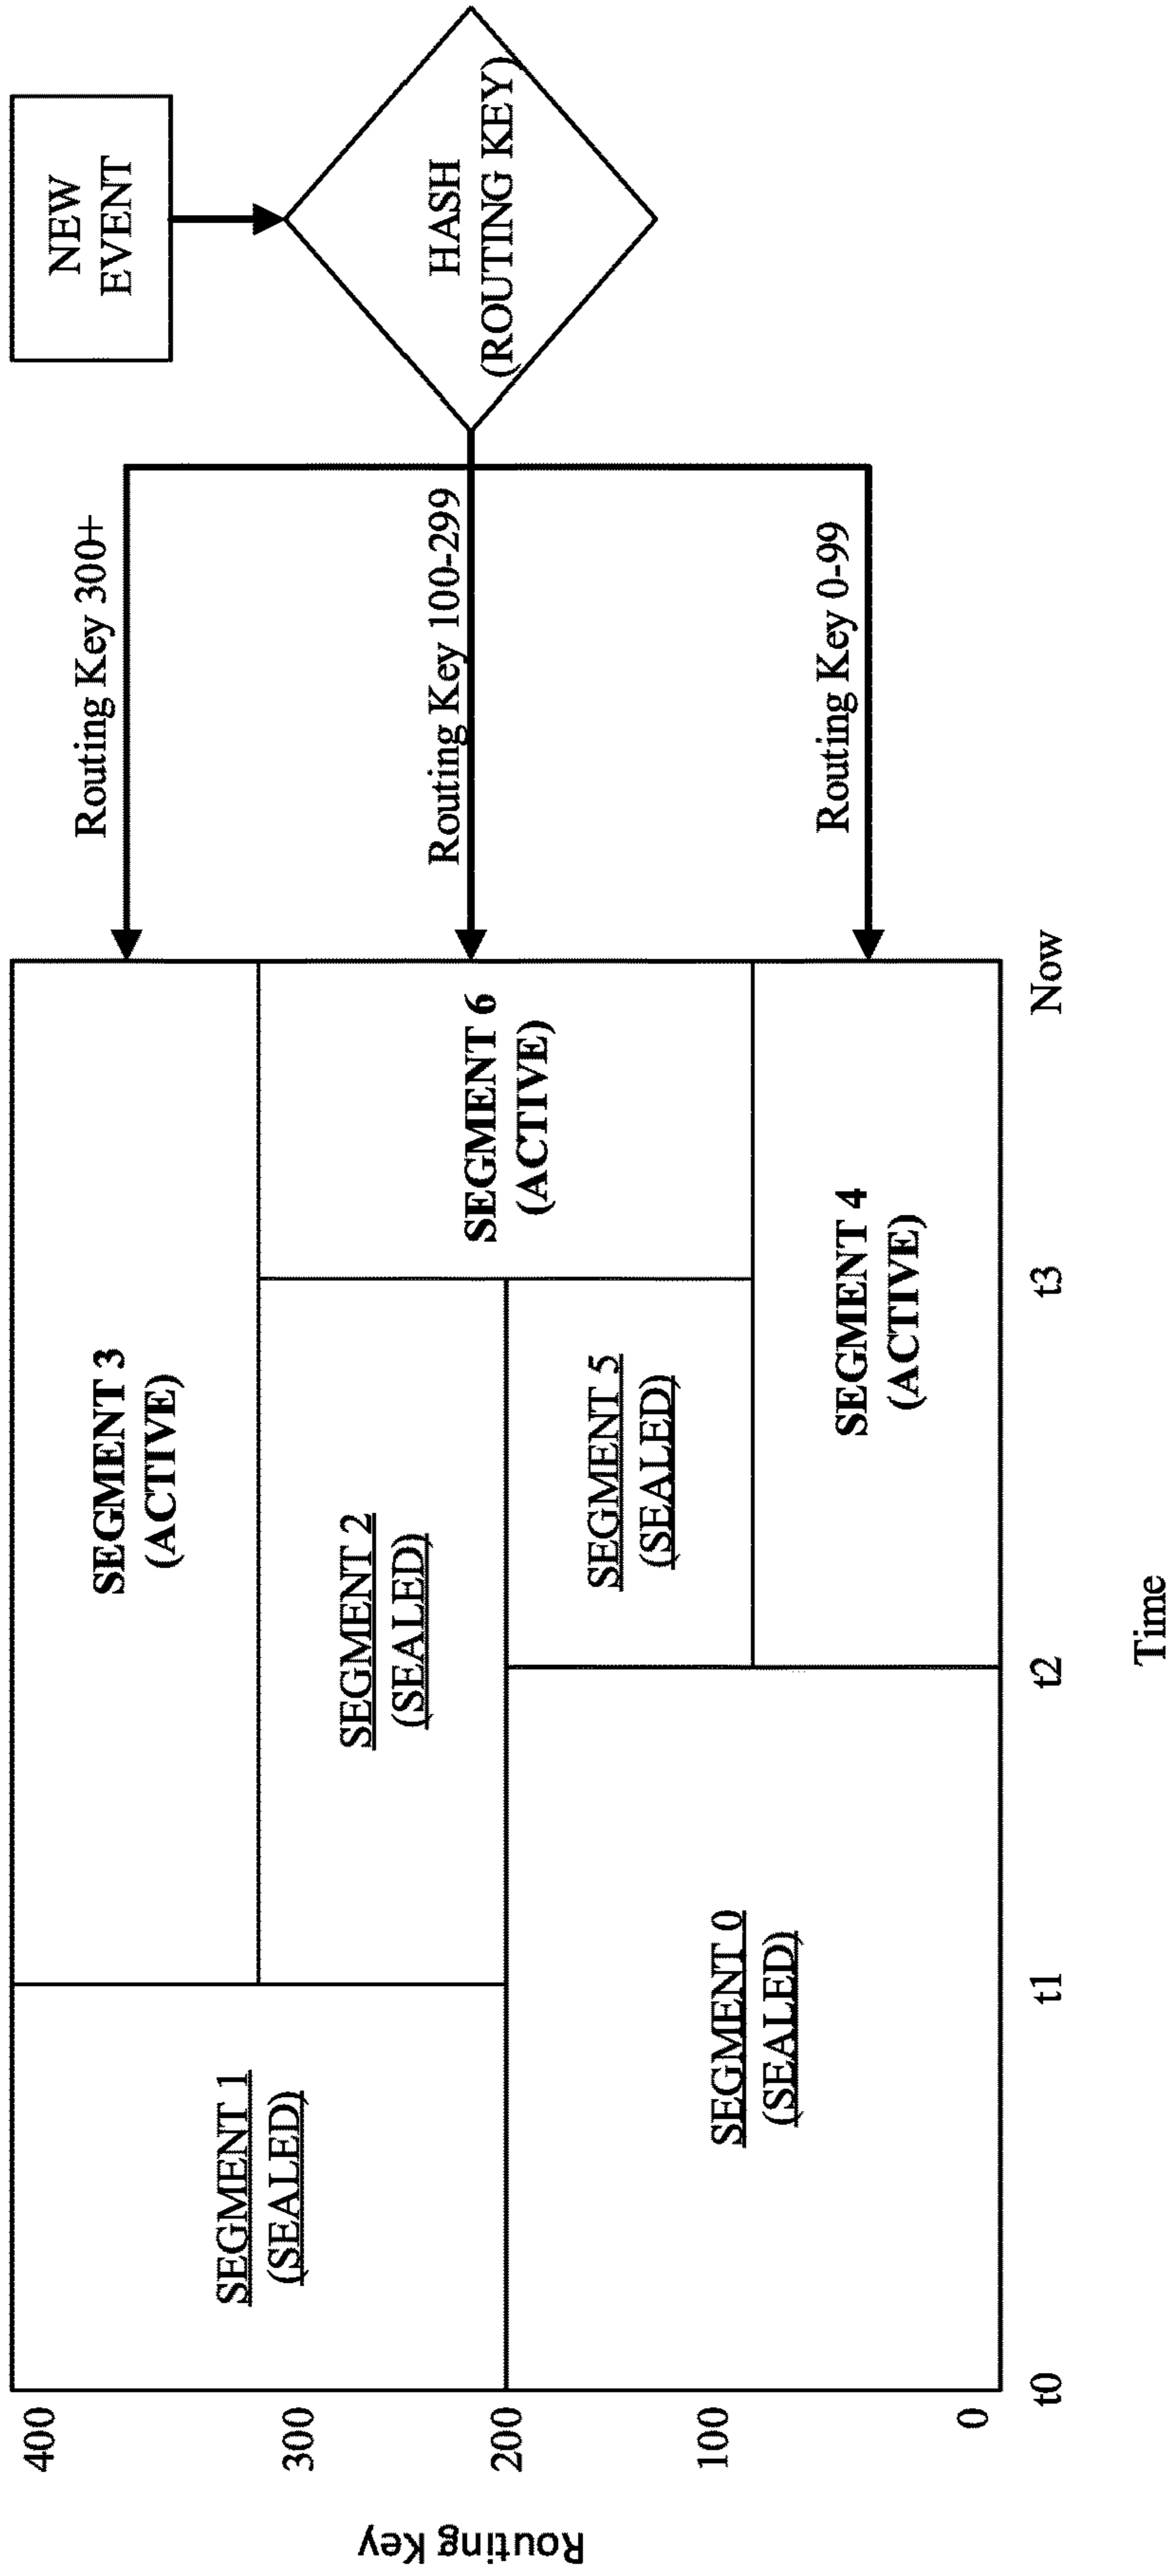 NEW
EVENT
HASH
(ROUTING KEY)
Routing Key 300+
Routing Key 100-299
Routing Key 0-99
SEGMENT 3
(ACTIVE)
SEGMENT 1
(SEALED)
SEGMENT 2
(SEALED)
SEGMENT 6
(ACTIVE)
SEGMENT 5
(SEALED)
SEGMENT 0
(SEALED)
SEGMENT 4
(ACTIVE)
400
300
200
100
0
Routing Key
t0
t1
t2
t3
Now
Time